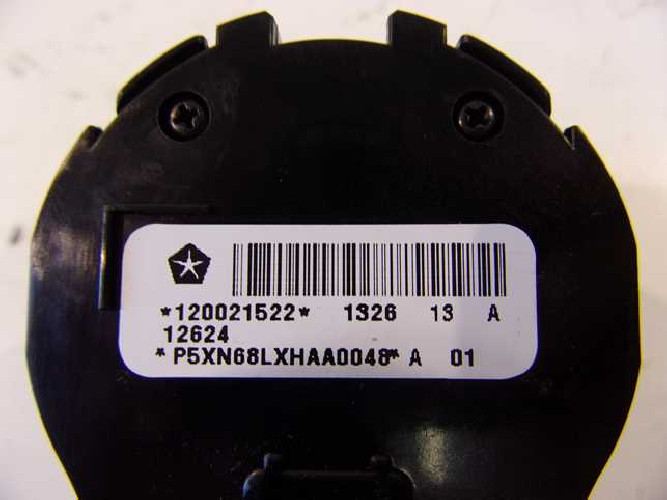 *120021522* 1326 13 A
12624
* P5XN68LXHAA0048* A 01